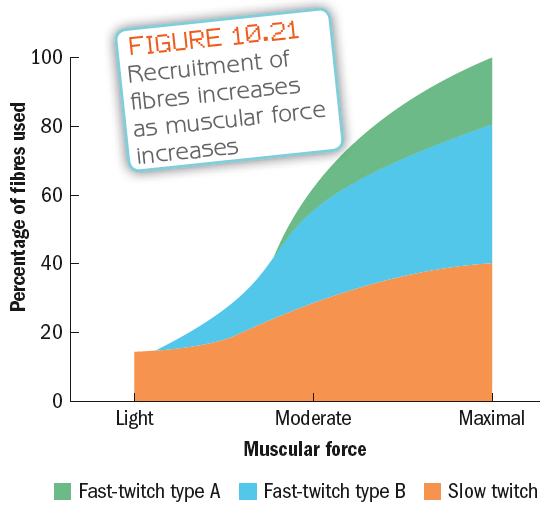 FIGURE 10.21
Recruitment of
fibres increases
as muscular force
increases
100
80
60
40
20
0
Percentage of fibres used
Light
Moderate
Maximal
Muscular force
Fast-twitch type A
Fast-twitch type B
Slow twitch